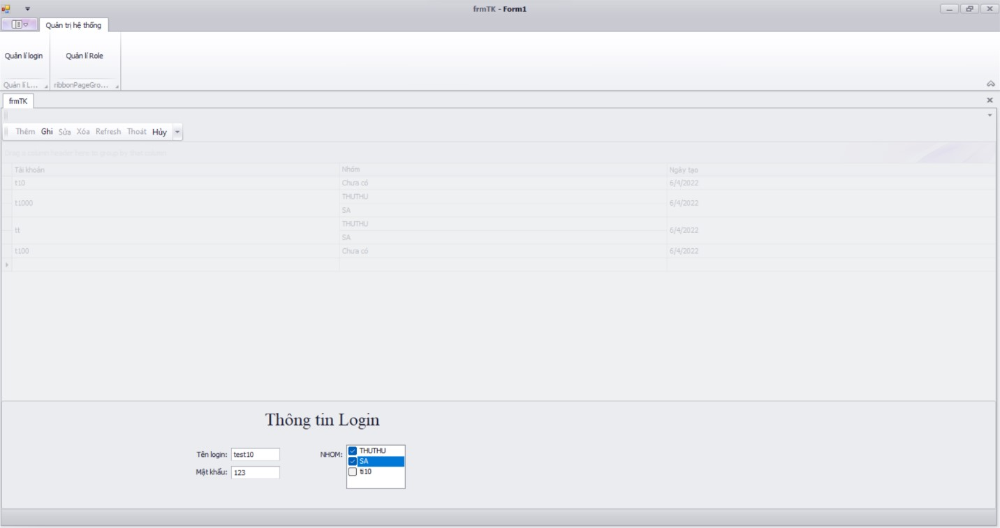 frmTK - Form1
Quản trị hệ thống
Quản lí login Quản lí Role
Quản lí L... ribbonPageGro...
frmTK
Thêm Ghi Sửa Xóa Refresh Thoát Hủy
Drag a column header here to group by that column
Tài khoản Nhóm Ngày tạo
t10 Chưa có 6/4/2022
t1000 THUTHU 6/4/2022
SA
tt THUTHU 6/4/2022
SA
t100 Chưa có 6/4/2022
Thông tin Login
Tên login: test10 NHOM: THUTHU
SA
Mật khẩu: 123 ti10